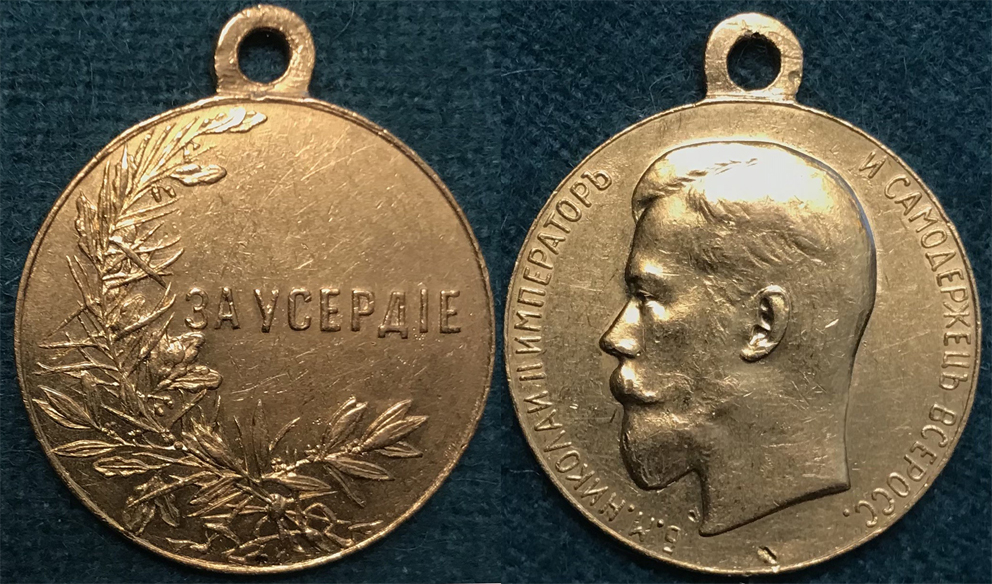 ЗА УСЕРДІЕ
Б.М.НИКОЛАЙ II ИМПЕРАТОРЪ И САМОДЕРЖЕЦЪ ВСЕРОСС.